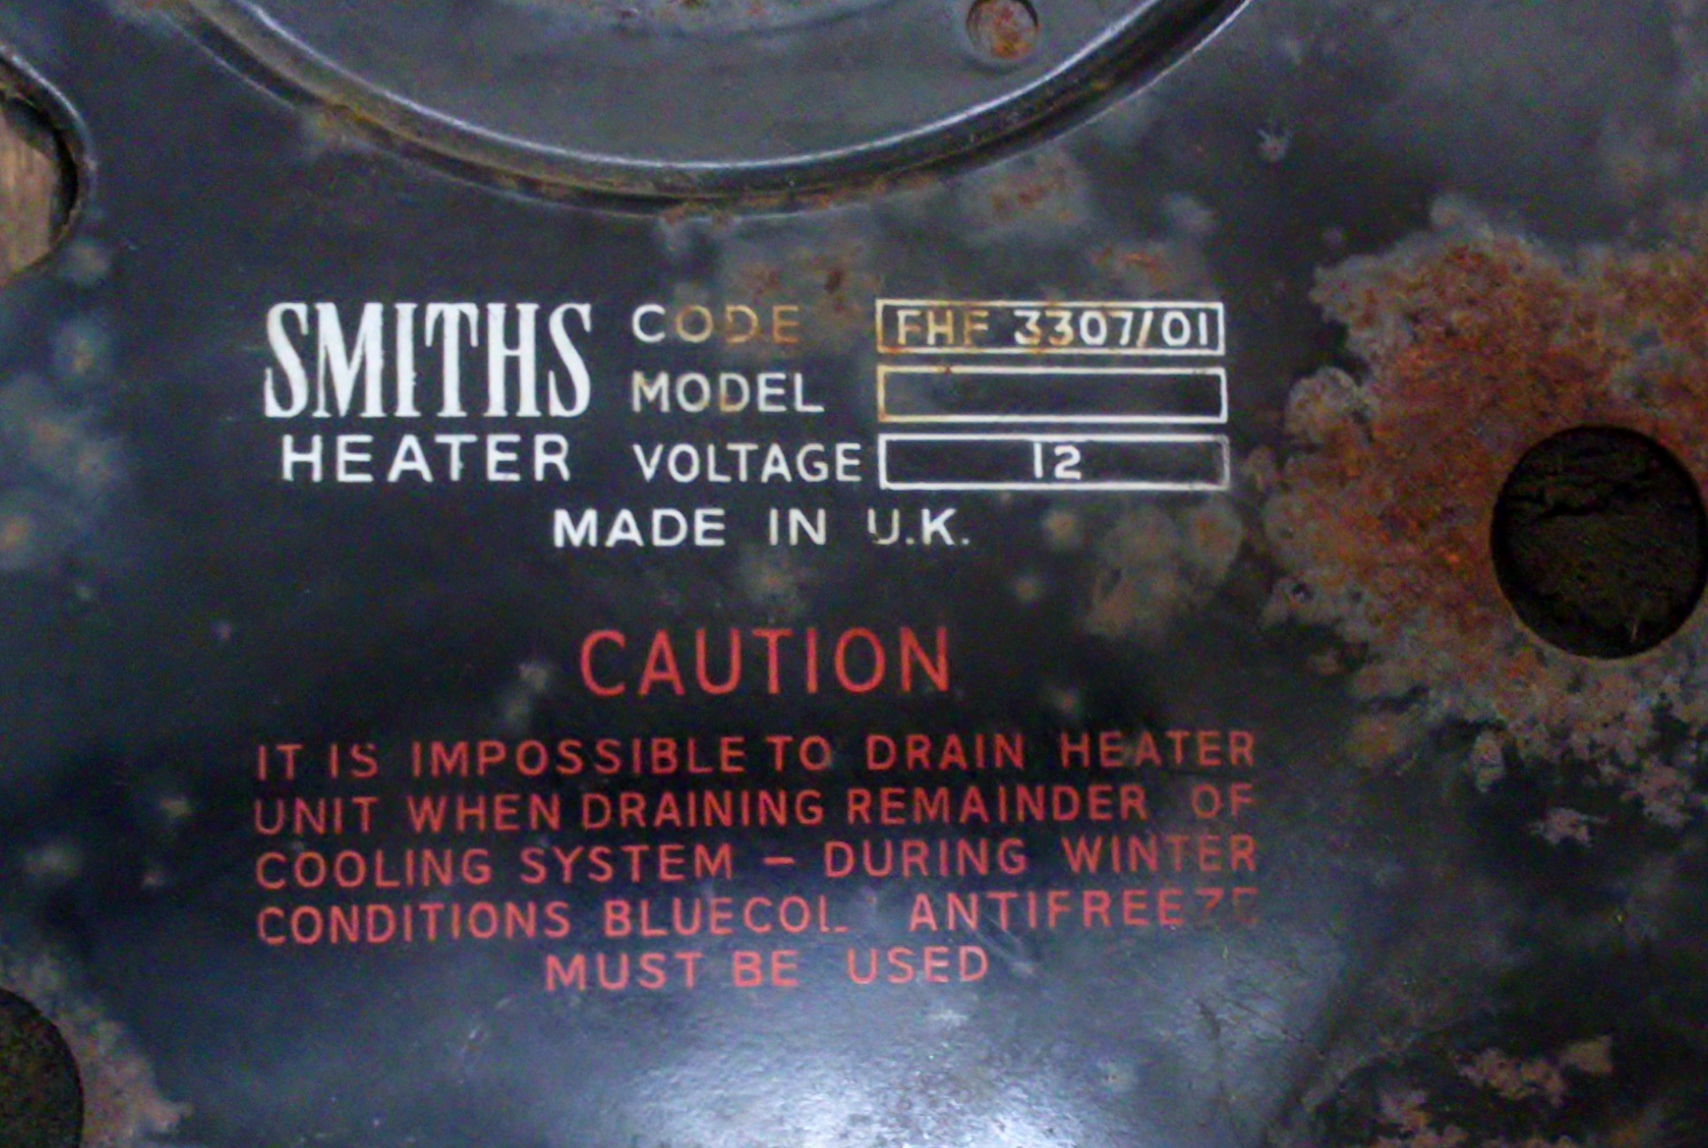 SMITHS
HEATER
CODE FHF 3307/01
MODEL
VOLTAGE 12
MADE IN U.K.
CAUTION
IT IS IMPOSSIBLE TO DRAIN HEATER
UNIT WHEN DRAINING REMAINDER OF
COOLING SYSTEM – DURING WINTER
CONDITIONS BLUECOL ANTIFREEZE
MUST BE USED